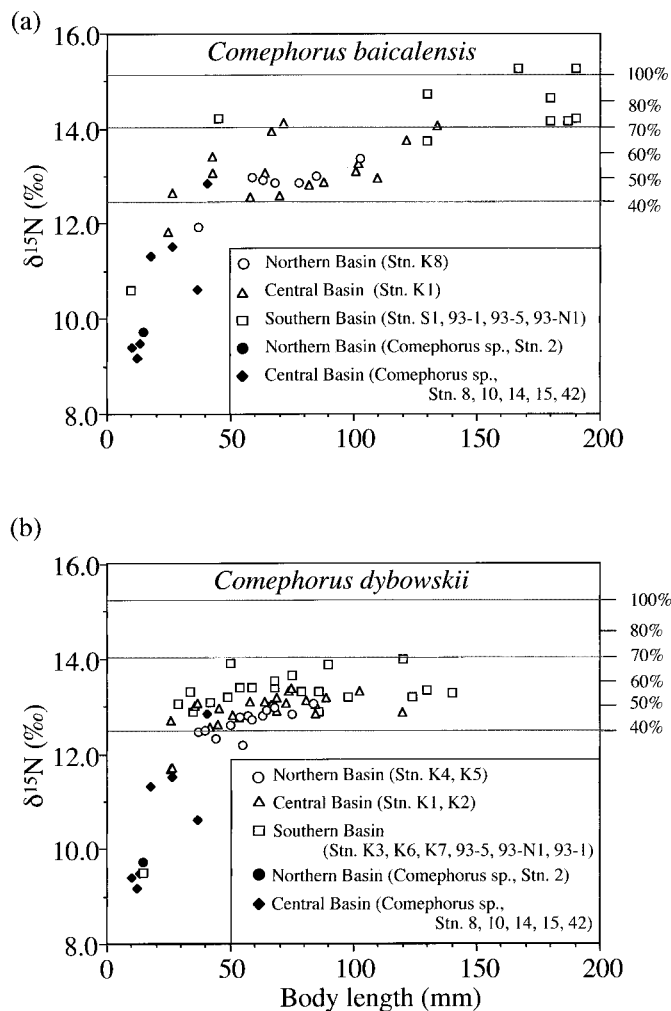 (a)
16.0
14.0
12.0
10.0
8.0
δ15N (‰)
Comephorus baicalensis
100%
80%
70%
60%
50%
40%
○ Northern Basin (Stn. K8)
△ Central Basin (Stn. K1)
□ Southern Basin (Stn. S1, 93-1, 93-5, 93-N1)
● Northern Basin (Comephorus sp., Stn. 2)
◆ Central Basin (Comephorus sp.,
Stn. 8, 10, 14, 15, 42)
0 50 100 150 200
(b)
16.0
14.0
12.0
10.0
8.0
δ15N (‰)
Comephorus dybowskii
100%
80%
70%
60%
50%
40%
○ Northern Basin (Stn. K4, K5)
△ Central Basin (Stn. K1, K2)
□ Southern Basin
(Stn. K3, K6, K7, 93-5, 93-N1, 93-1)
● Northern Basin (Comephorus sp., Stn. 2)
◆ Central Basin (Comephorus sp.,
Stn. 8, 10, 14, 15, 42)
0 50 100 150 200
Body length (mm)